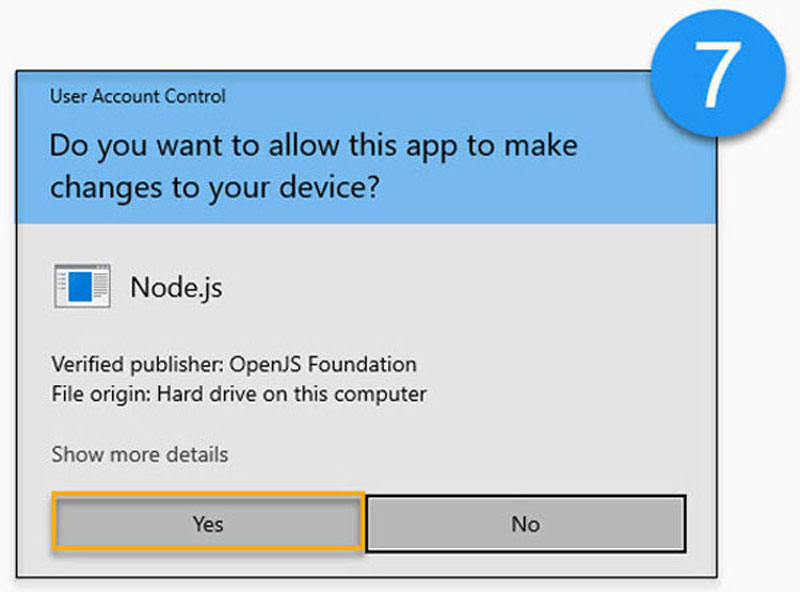 7
User Account Control
Do you want to allow this app to make
changes to your device?
Node.js
Verified publisher: OpenJS Foundation
File origin: Hard drive on this computer
Show more details
Yes No